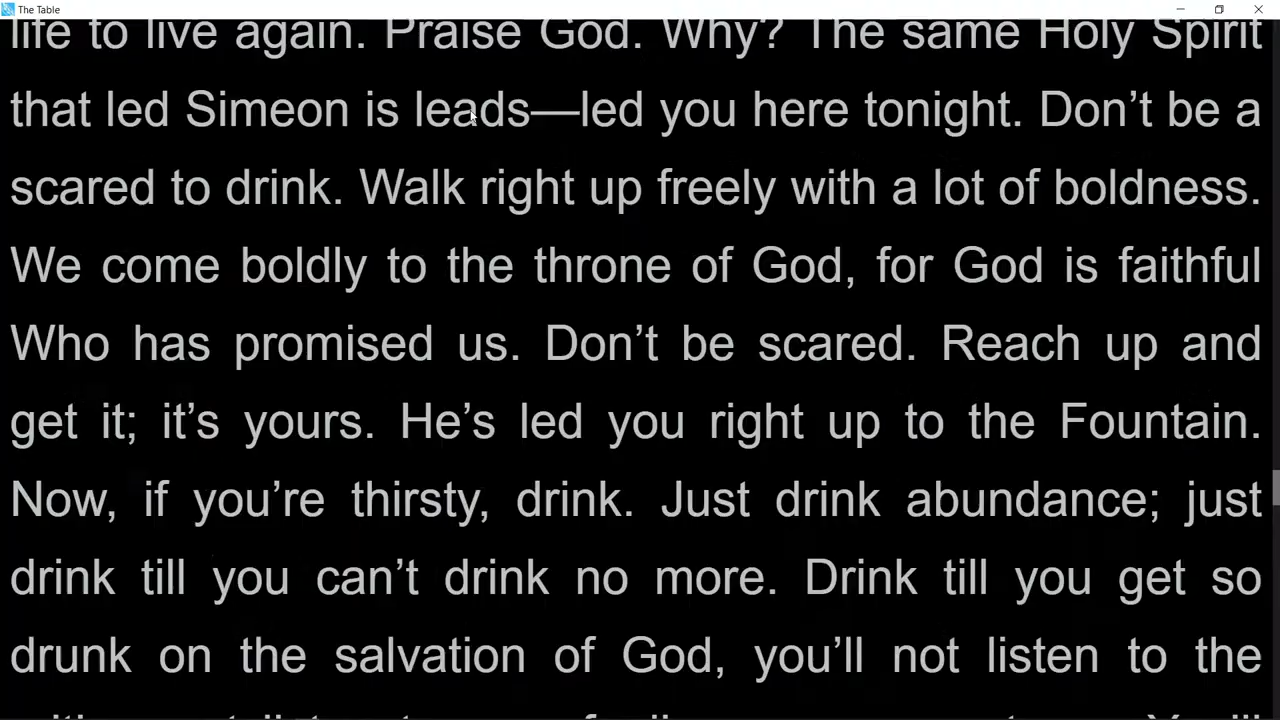 The Table
life to live again. Praise God. Why? The same Holy Spirit
that led Simeon is leads—led you here tonight. Don’t be a
scared to drink. Walk right up freely with a lot of boldness.
We come boldly to the throne of God, for God is faithful
Who has promised us. Don’t be scared. Reach up and
get it; it’s yours. He’s led you right up to the Fountain.
Now, if you’re thirsty, drink. Just drink abundance; just
drink till you can’t drink no more. Drink till you get so
drunk on the salvation of God, you’ll not listen to the